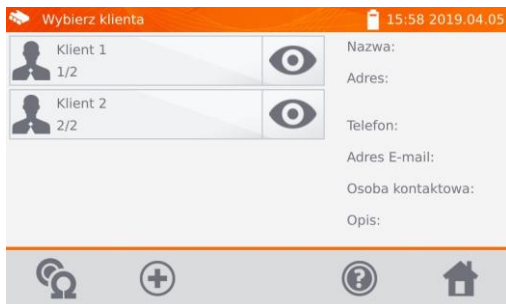 Wybierz klienta
15:58 2019.04.05
Klient 1
1/2
Klient 2
2/2
Nazwa:
Adres:
Telefon:
Adres E-mail:
Osoba kontaktowa:
Opis: